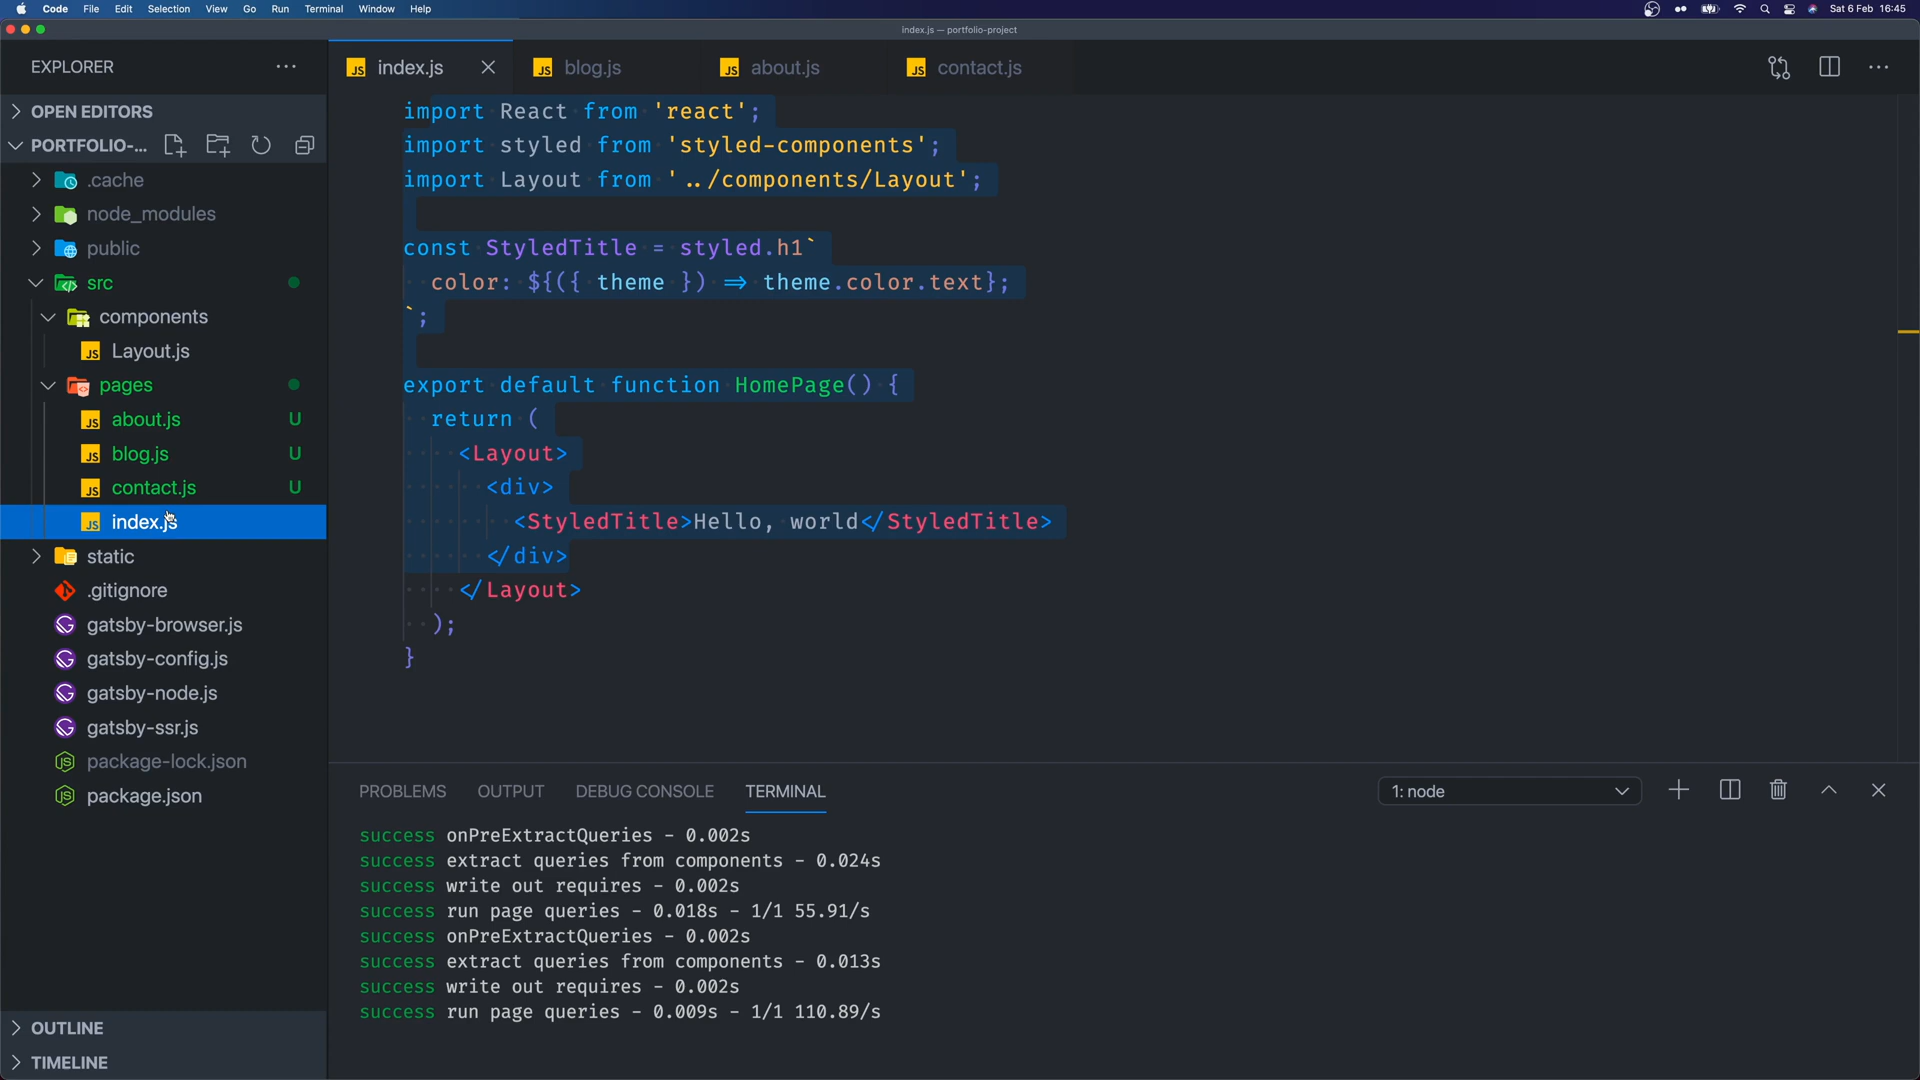 Code File Edit Selection View Go Run Terminal Window Help
Sat 6 Feb 16:45
index.js — portfolio-project
EXPLORER
OPEN EDITORS
PORTFOLIO-...
.cache
node_modules
public
src
components
Layout.js
pages
about.js U
blog.js U
contact.js U
index.js
static
.gitignore
gatsby-browser.js
gatsby-config.js
gatsby-node.js
gatsby-ssr.js
package-lock.json
package.json
OUTLINE
TIMELINE
JS index.js JS blog.js JS about.js JS contact.js
import React from 'react';
import styled from 'styled-components';
import Layout from '../components/Layout';
const StyledTitle = styled.h1`
color: ${({ theme }) => theme.color.text};
`;
export default function HomePage() {
return (
<Layout>
<div>
<StyledTitle>Hello, world</StyledTitle>
</div>
</Layout>
);
}
PROBLEMS OUTPUT DEBUG CONSOLE TERMINAL
1: node
success onPreExtractQueries - 0.002s
success extract queries from components - 0.024s
success write out requires - 0.002s
success run page queries - 0.018s - 1/1 55.91/s
success onPreExtractQueries - 0.002s
success extract queries from components - 0.013s
success write out requires - 0.002s
success run page queries - 0.009s - 1/1 110.89/s